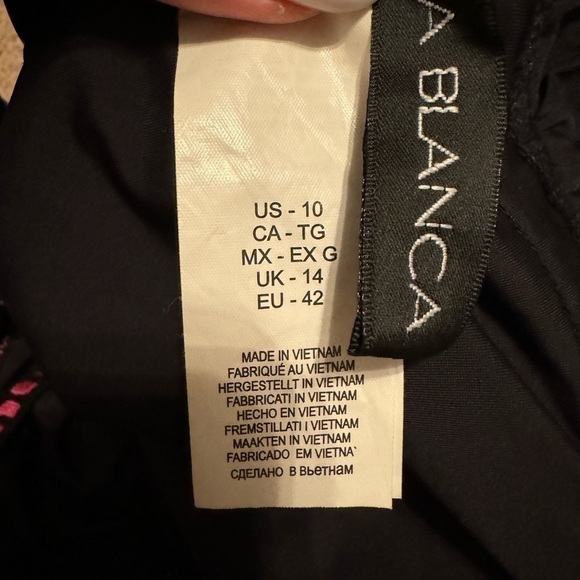 A BLANCA
US - 10
CA - TG
MX - EX G
UK - 14
EU - 42
MADE IN VIETNAM
FABRIQUÉ AU VIETNAM
HERGESTELLT IN VIETNAM
FABBRICATI IN VIETNAM
HECHO EN VIETNAM
FREMSTILLATI I VIETNAM
MAAKTEN IN VIETNAM
FABRICADO EM VIETNA`
СДЕЛАНО в Вьетнам